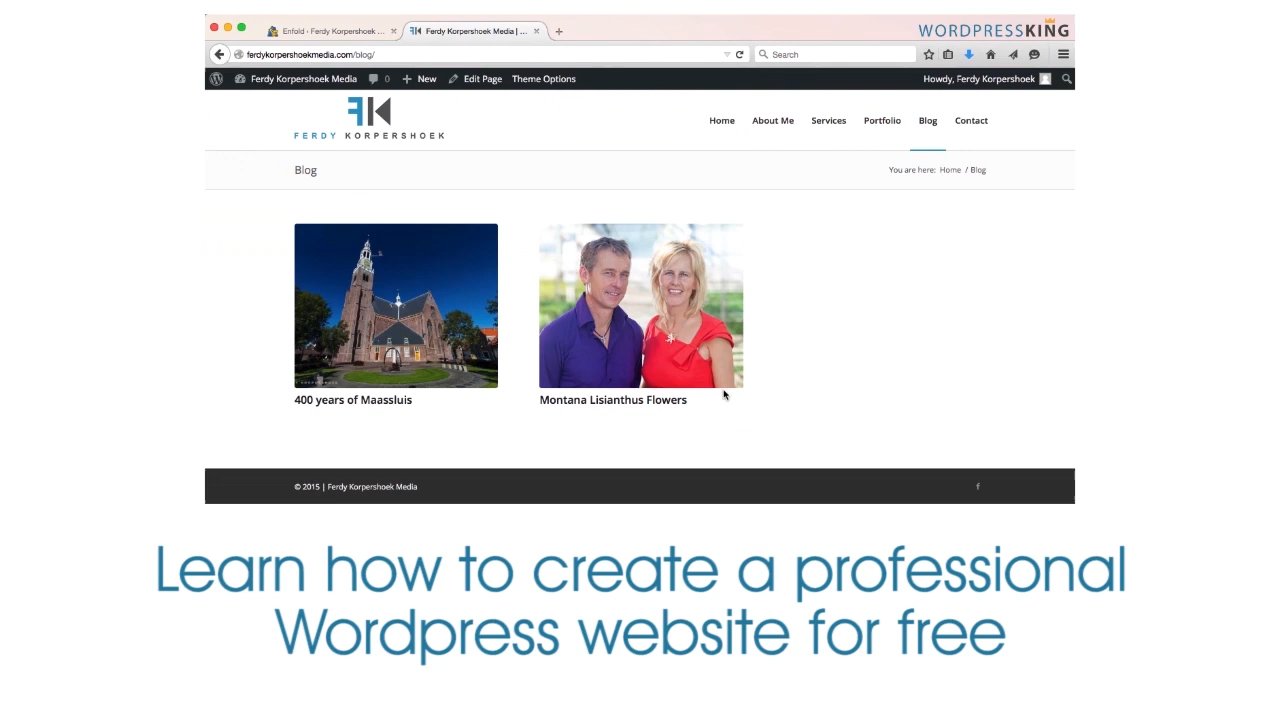 Enfold · Ferdy Korpershoek ...
Ferdy Korpershoek Media | ...
WORDPRESSKING
ferdykorpershoekmedia.com/blog/
Search
Ferdy Korpershoek Media 0 New Edit Page Theme Options Howdy, Ferdy Korpershoek
FK
FERDY KORPERSHOEK
Home About Me Services Portfolio Blog Contact
Blog
You are here: Home / Blog
400 years of Maassluis
Montana Lisianthus Flowers
© 2015 | Ferdy Korpershoek Media
Learn how to create a professional
Wordpress website for free